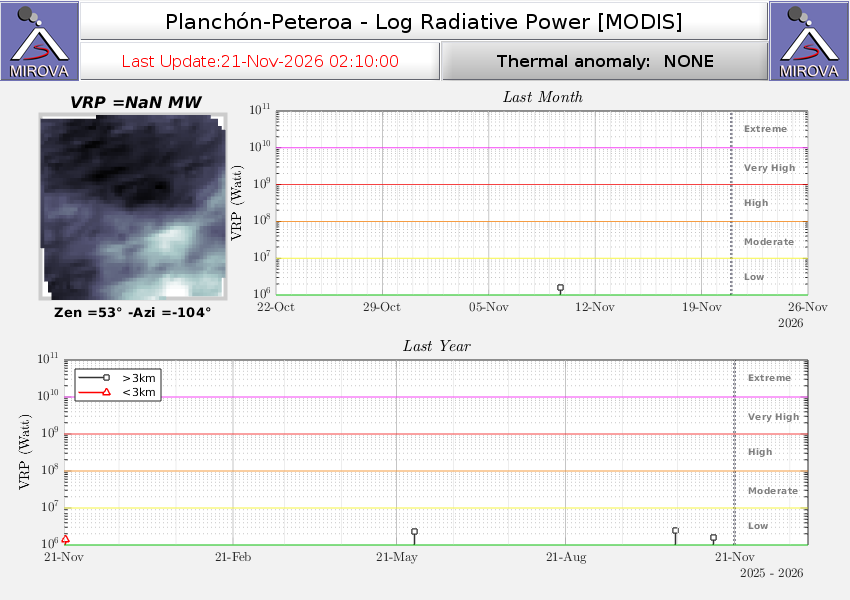 MIROVA
Planchón-Peteroa - Log Radiative Power [MODIS]
Last Update:21-Nov-2026 02:10:00
Thermal anomaly: NONE
MIROVA
VRP =NaN MW
Zen =53° -Azi =-104°
Last Month
VRP (Watt)
10¹¹
10¹⁰
10⁹
10⁸
10⁷
10⁶
Extreme
Very High
High
Moderate
Low
22-Oct 29-Oct 05-Nov 12-Nov 19-Nov 26-Nov
2026
Last Year
VRP (Watt)
10¹¹
10¹⁰
10⁹
10⁸
10⁷
10⁶
>3km
<3km
Extreme
Very High
High
Moderate
Low
21-Nov 21-Feb 21-May 21-Aug 21-Nov
2025 - 2026